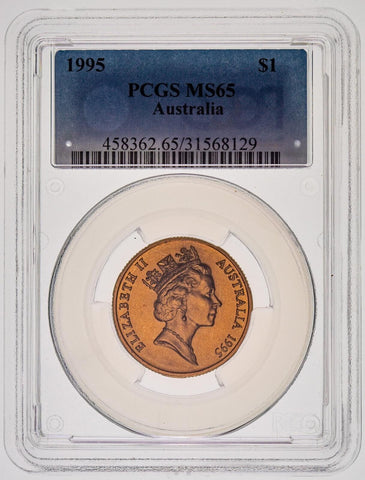 1995 $1
PCGS MS65
Australia
458362.65/31568129
ELIZABETH II
AUSTRALIA 1995